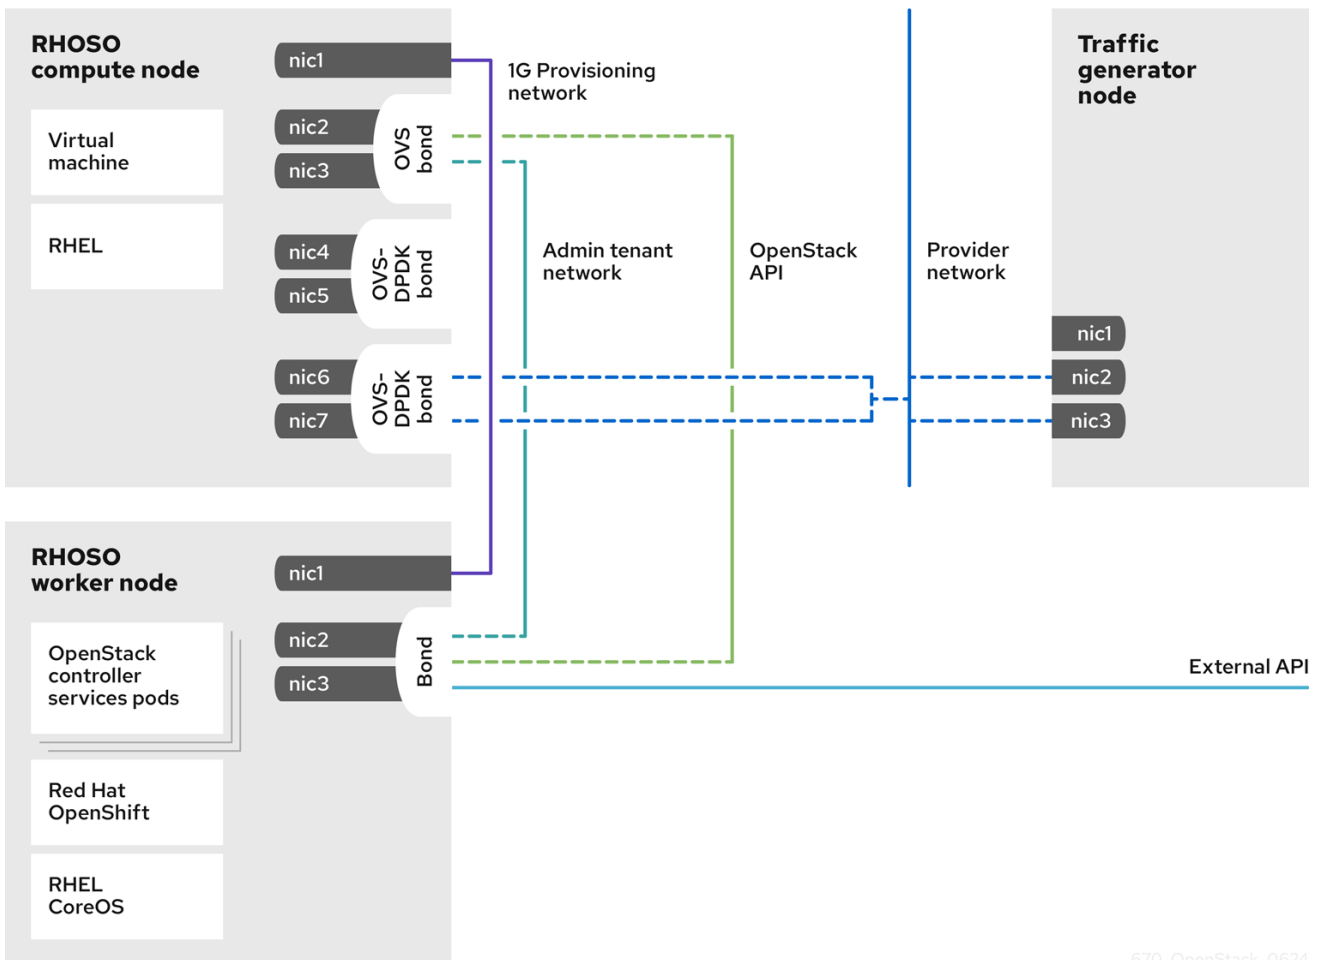 RHOSO
compute node
nic1
Virtual
machine
nic2
nic3
OVS
bond
RHEL
nic4
nic5
OVS-
DPDK
bond
nic6
nic7
OVS-
DPDK
bond
1G Provisioning
network
Admin tenant
network
OpenStack
API
Provider
network
Traffic
generator
node
nic1
nic2
nic3
RHOSO
worker node
nic1
OpenStack
controller
services pods
nic2
nic3
Bond
External API
Red Hat
OpenShift
RHEL
CoreOS
670_OpenStack_0624